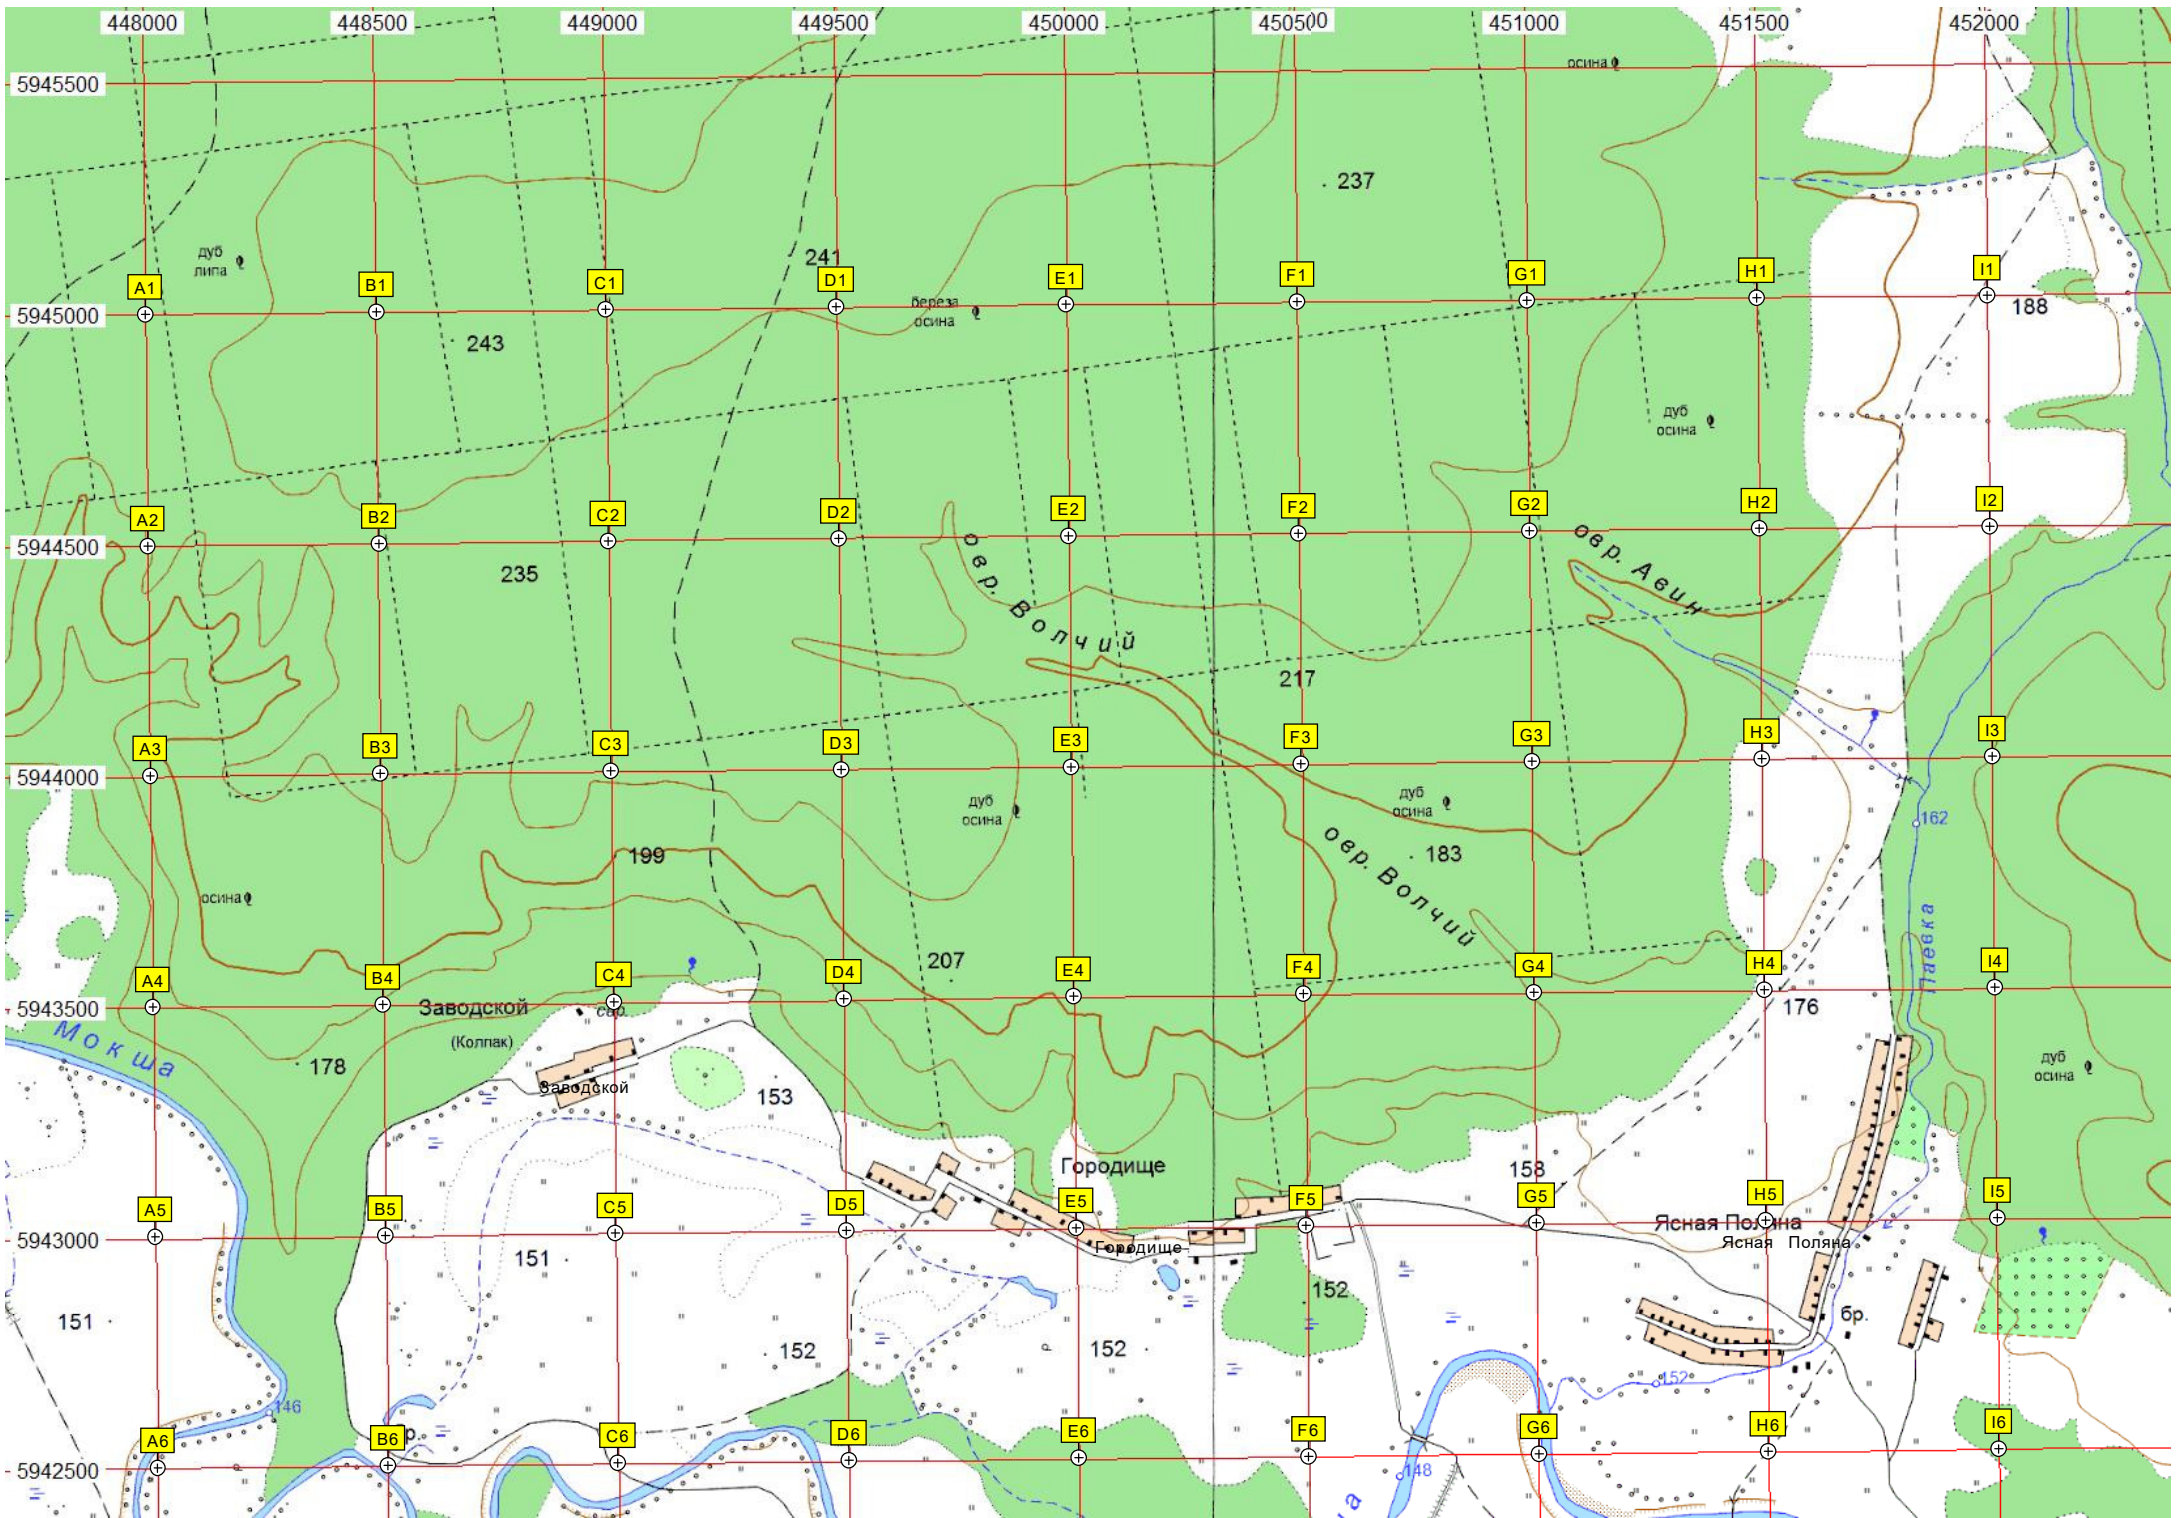 448000 448500 449000 449500 450000 450500 451000 451500 452000
осина
5945500
237
дуб
липа
241
A1 B1 C1 D1 E1 F1 G1 H1 I1
береза
осина
188
5945000
243
дуб
осина
A2 B2 C2 D2 E2 F2 G2 H2 I2
5944500
овр. Волчий
овр. Авин
235
217
A3 B3 C3 D3 E3 F3 G3 H3 I3
5944000
дуб
осина
дуб
осина
162
овр. Волчий
199
183
осина
Паевка
207
A4 B4 C4 D4 E4 F4 G4 H4 I4
5943500
Заводской
сар.
176
Мокша
(Колпак)
178
дуб
осина
Заводской
153
Городище
158
A5 B5 C5 D5 E5 F5 G5 H5 I5
Ясная Поляна
5943000
Городище
Ясная Поляна
151
152
151
бр.
152
152
152
146
A6 B6 бр. C6 D6 E6 F6 G6 H6 I6
5942500
148